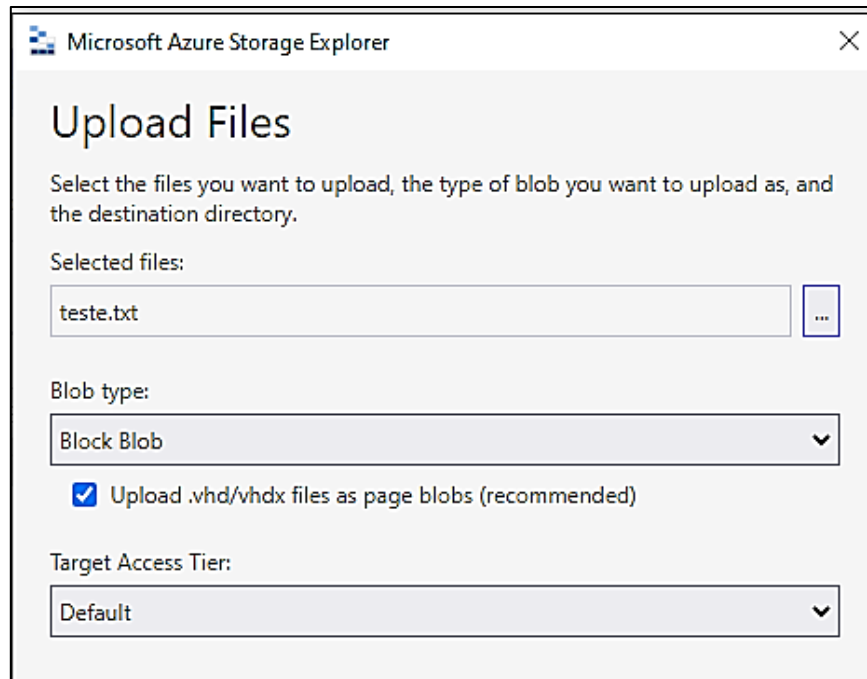 Microsoft Azure Storage Explorer
Upload Files
Select the files you want to upload, the type of blob you want to upload as, and
the destination directory.
Selected files:
teste.txt
...
Blob type:
Block Blob
Upload .vhd/vhdx files as page blobs (recommended)
Target Access Tier:
Default